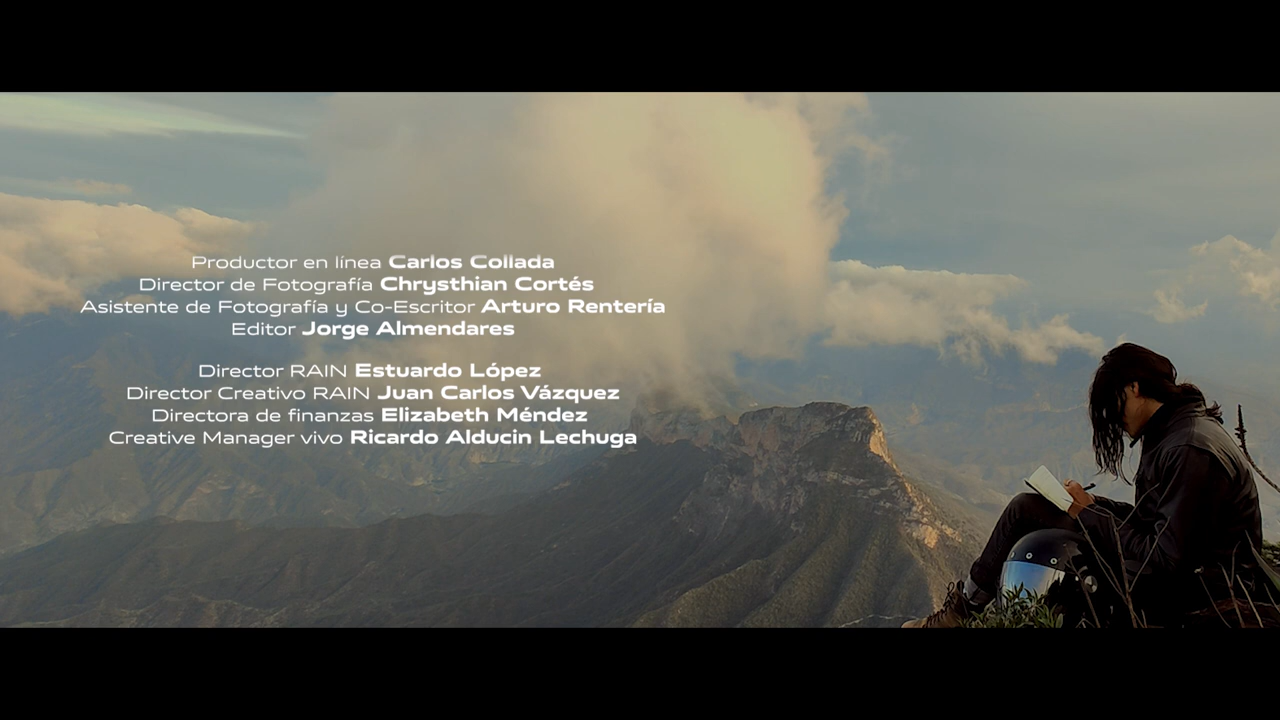 Productor en línea Carlos Collada
Director de Fotografía Chrysthian Cortés
Asistente de Fotografía y Co-Escritor Arturo Rentería
Editor Jorge Almendares
Director RAIN Estuardo López
Director Creativo RAIN Juan Carlos Vázquez
Directora de finanzas Elizabeth Méndez
Creative Manager vivo Ricardo Alducin Lechuga